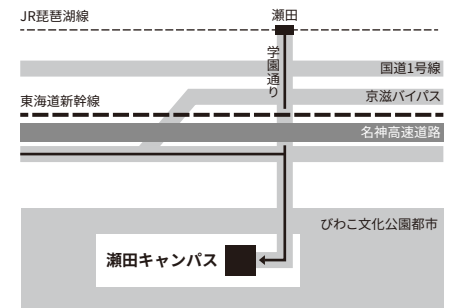 JR琵琶湖線
瀬田
学園通り
国道1号線
京滋バイパス
東海道新幹線
名神高速道路
びわこ文化公園都市
瀬田キャンパス